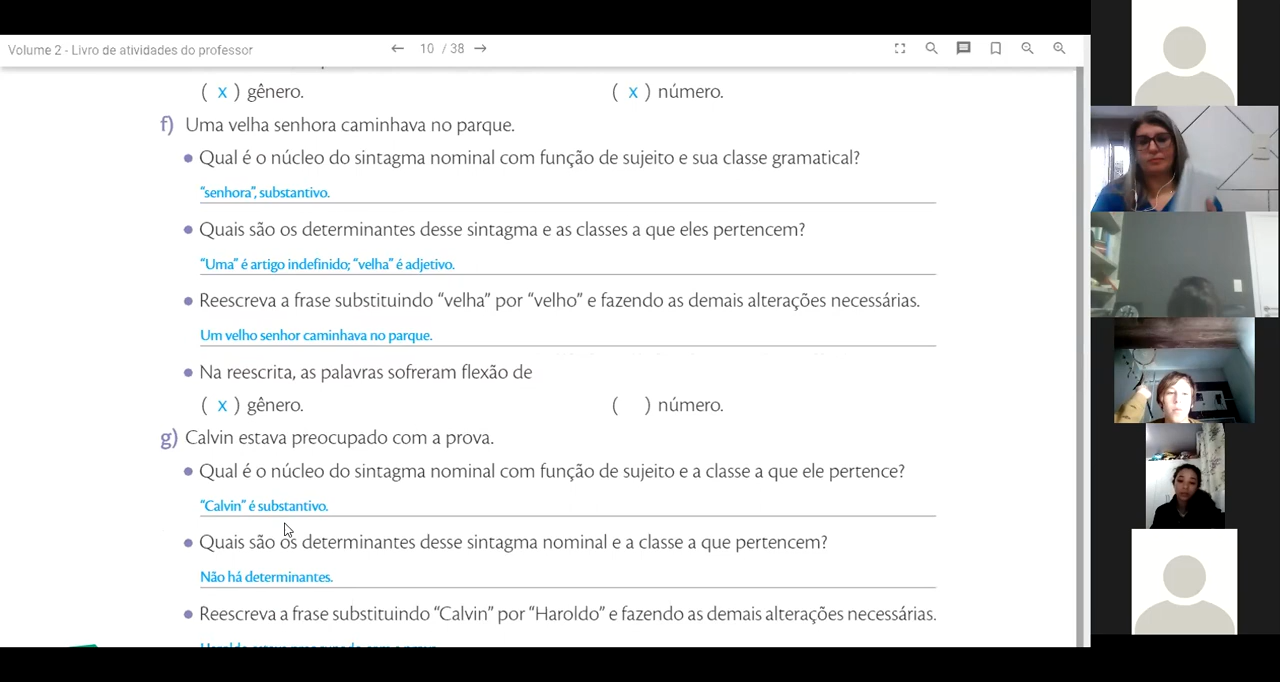 Volume 2 - Livro de atividades do professor
10 / 38
( x ) gênero. ( x ) número.
f) Uma velha senhora caminhava no parque.
• Qual é o núcleo do sintagma nominal com função de sujeito e sua classe gramatical?
“senhora”, substantivo.
• Quais são os determinantes desse sintagma e as classes a que eles pertencem?
“Uma” é artigo indefinido; “velha” é adjetivo.
• Reescreva a frase substituindo “velha” por “velho” e fazendo as demais alterações necessárias.
Um velho senhor caminhava no parque.
• Na reescrita, as palavras sofreram flexão de
( x ) gênero. ( ) número.
g) Calvin estava preocupado com a prova.
• Qual é o núcleo do sintagma nominal com função de sujeito e a classe a que ele pertence?
“Calvin” é substantivo.
• Quais são os determinantes desse sintagma nominal e a classe a que pertencem?
Não há determinantes.
• Reescreva a frase substituindo “Calvin” por “Haroldo” e fazendo as demais alterações necessárias.